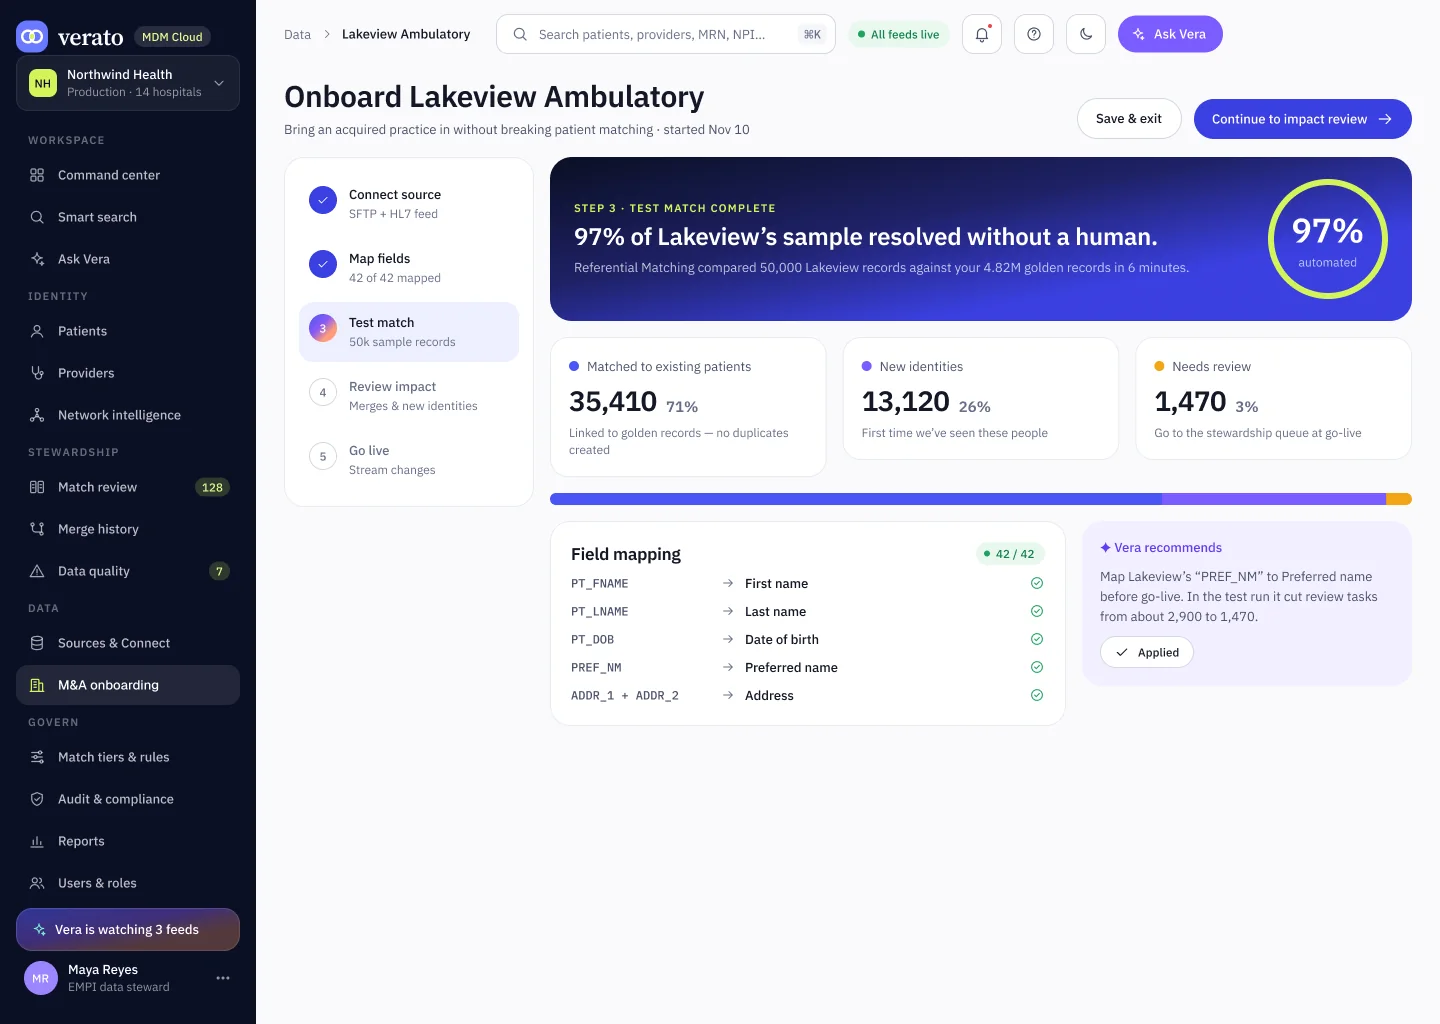 verato
MDM Cloud
NH
Northwind Health
Production · 14 hospitals
WORKSPACE
Command center
Smart search
Ask Vera
IDENTITY
Patients
Providers
Network intelligence
STEWARDSHIP
Match review
128
Merge history
Data quality
7
DATA
Sources & Connect
M&A onboarding
GOVERN
Match tiers & rules
Audit & compliance
Reports
Users & roles
Vera is watching 3 feeds
MR
Maya Reyes
EMPI data steward
Data
Lakeview Ambulatory
Search patients, providers, MRN, NPI...
⌘K
All feeds live
Ask Vera
Onboard Lakeview Ambulatory
Bring an acquired practice in without breaking patient matching · started Nov 10
Save & exit
Continue to impact review →
Connect source
SFTP + HL7 feed
Map fields
42 of 42 mapped
3
Test match
50k sample records
4
Review impact
Merges & new identities
5
Go live
Stream changes
STEP 3 · TEST MATCH COMPLETE
97% of Lakeview’s sample resolved without a human.
Referential Matching compared 50,000 Lakeview records against your 4.82M golden records in 6 minutes.
97%
automated
Matched to existing patients
35,410 71%
Linked to golden records — no duplicates
created
New identities
13,120 26%
First time we’ve seen these people
Needs review
1,470 3%
Go to the stewardship queue at go-live
Field mapping
42 / 42
PT_FNAME → First name
PT_LNAME → Last name
PT_DOB → Date of birth
PREF_NM → Preferred name
ADDR_1 + ADDR_2 → Address
Vera recommends
Map Lakeview’s “PREF_NM” to Preferred name
before go-live. In the test run it cut review tasks
from about 2,900 to 1,470.
Applied